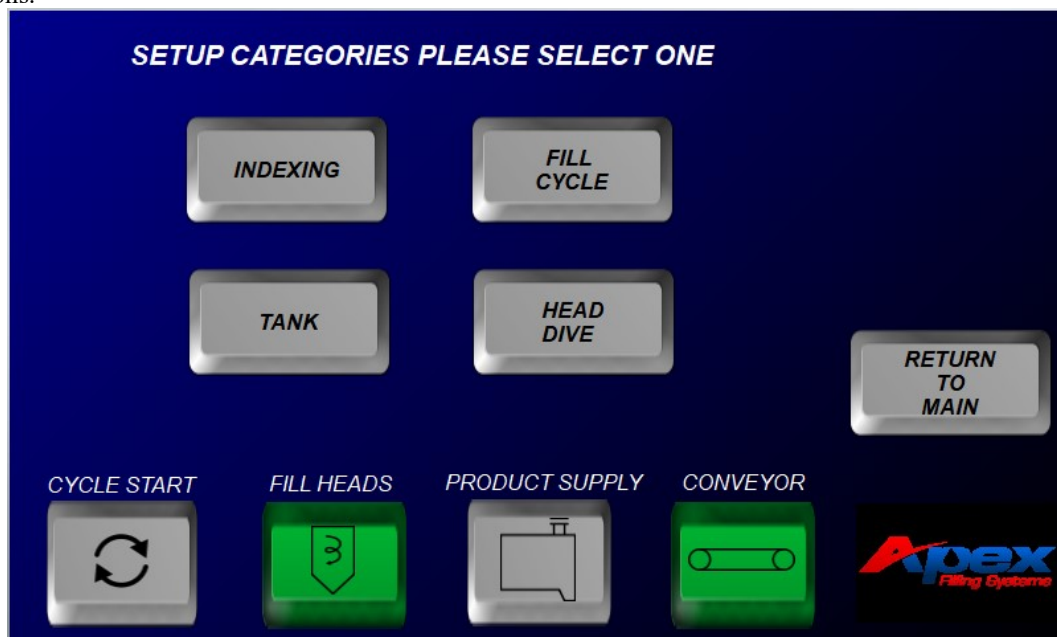 ons.
SETUP CATEGORIES PLEASE SELECT ONE
INDEXING
FILL
CYCLE
TANK
HEAD
DIVE
RETURN
TO
MAIN
CYCLE START
FILL HEADS
PRODUCT SUPPLY
CONVEYOR
Apex
Filling Systems